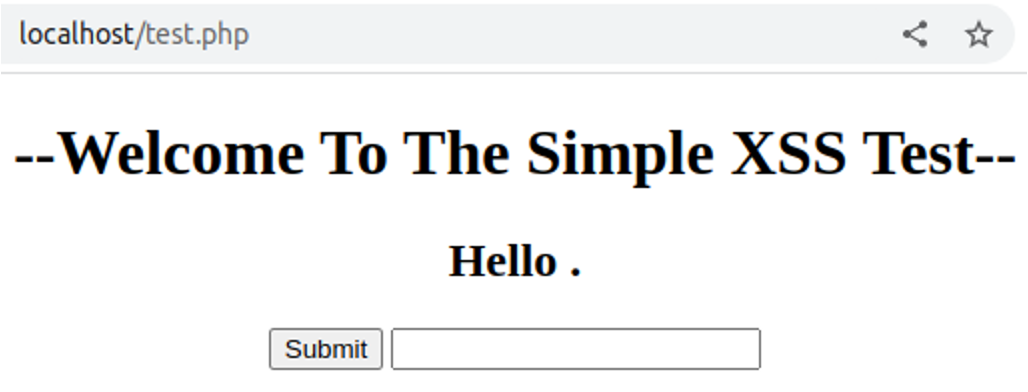 localhost/test.php
--Welcome To The Simple XSS Test--
Hello .
Submit